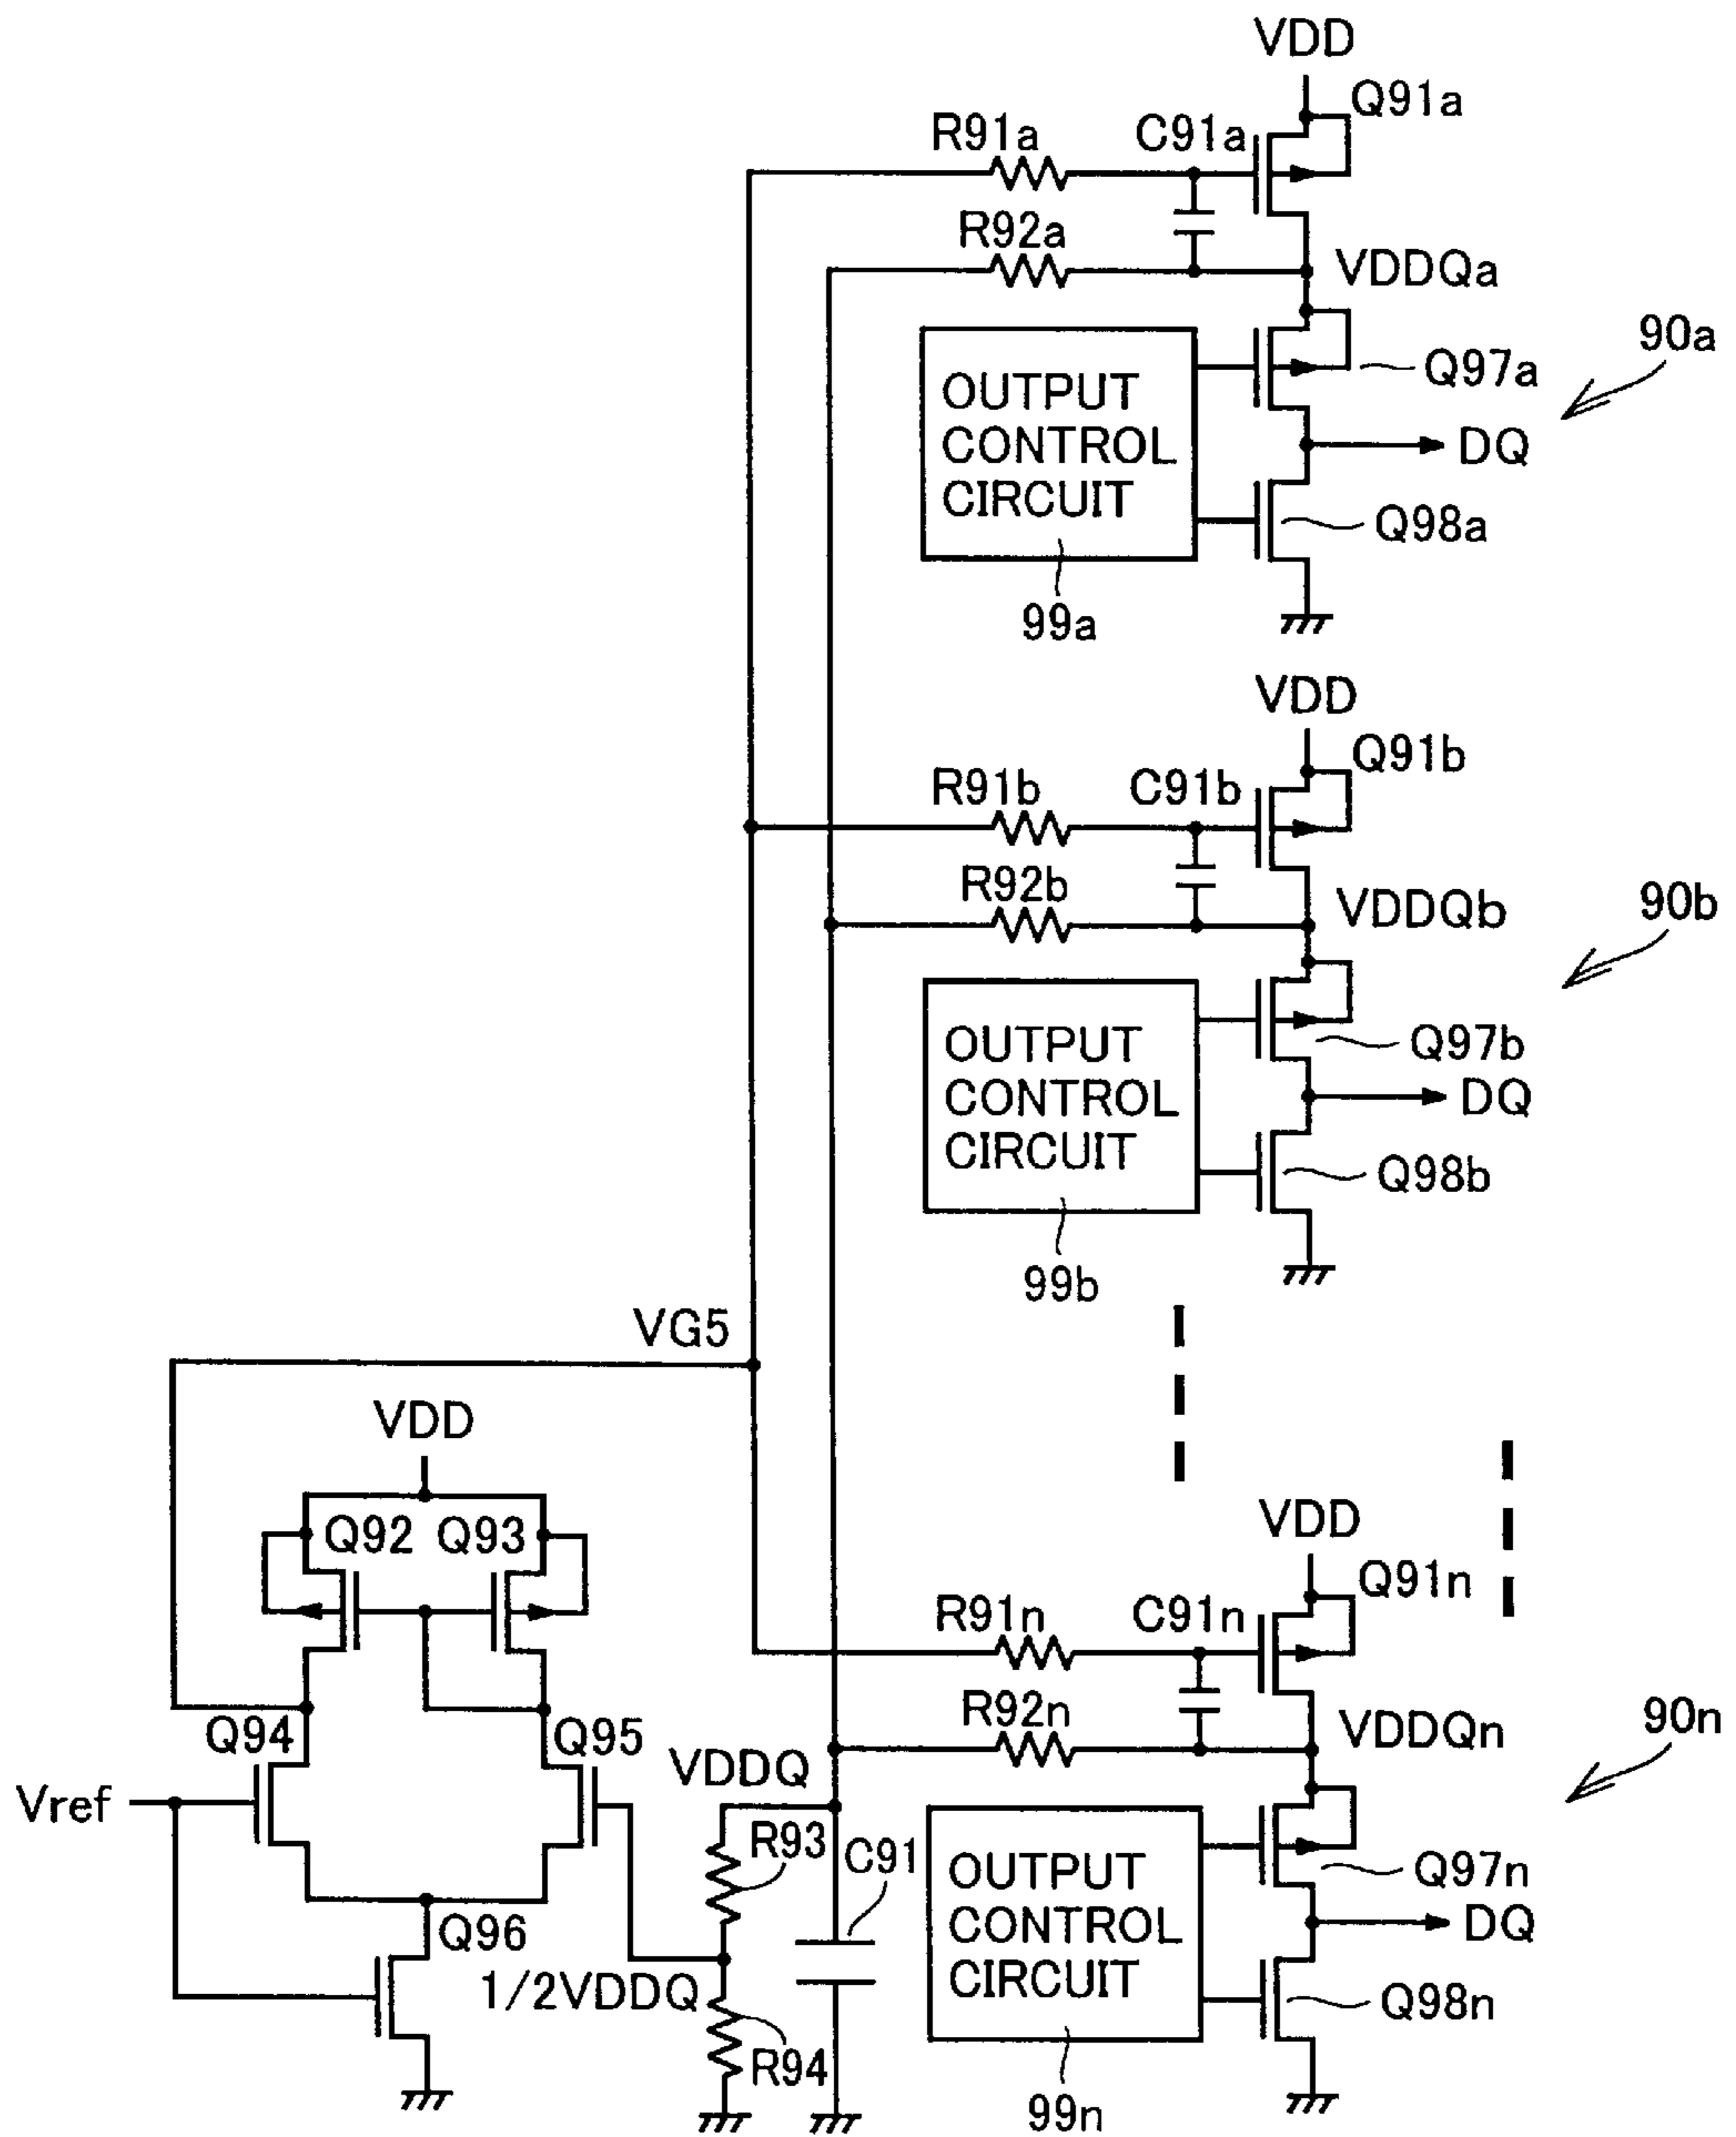 VDD
Q91a
R91a
C91a
R92a
VDDQa
90a
Q97a
OUTPUT
CONTROL
CIRCUIT
DQ
Q98a
99a
VDD
Q91b
R91b
C91b
R92b
VDDQb
90b
Q97b
OUTPUT
CONTROL
CIRCUIT
DQ
Q98b
99b
VG5
VDD
Q92
Q93
VDD
Q91n
R91n
C91n
R92n
VDDQn
90n
Q94
Q95
VDDQ
Vref
R93
C91
Q97n
OUTPUT
CONTROL
CIRCUIT
DQ
Q96
1/2VDDQ
Q98n
R94
99n